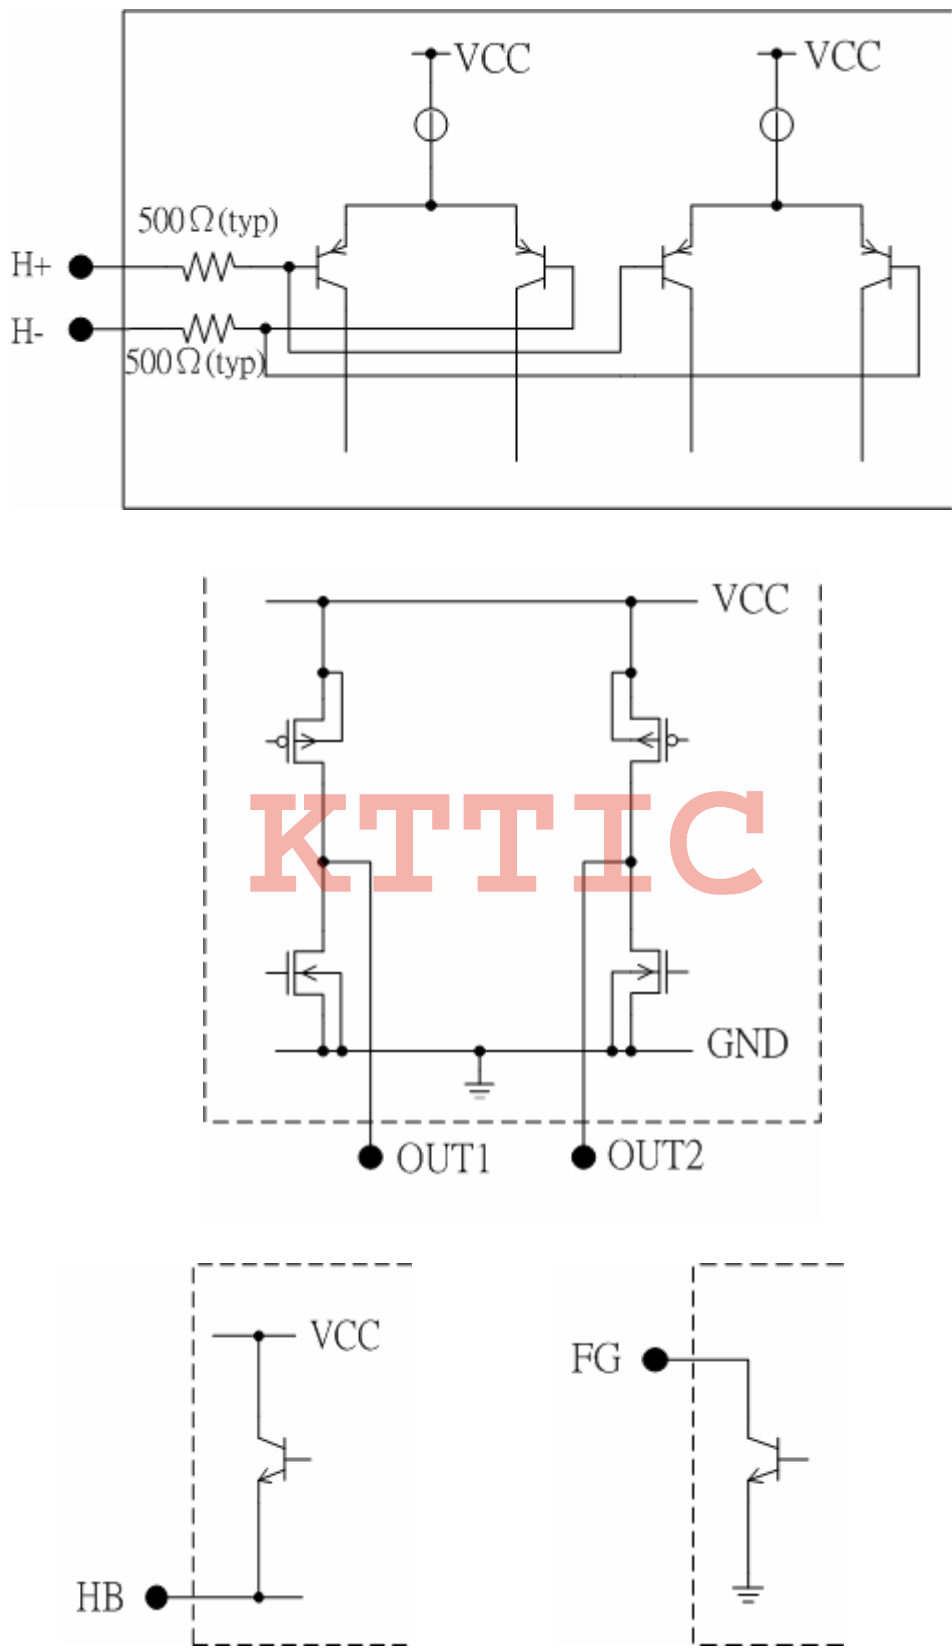 VCC
VCC
500Ω(typ)
H+
H-
500Ω(typ)
VCC
KTTIC
GND
OUT1
OUT2
VCC
FG
HB